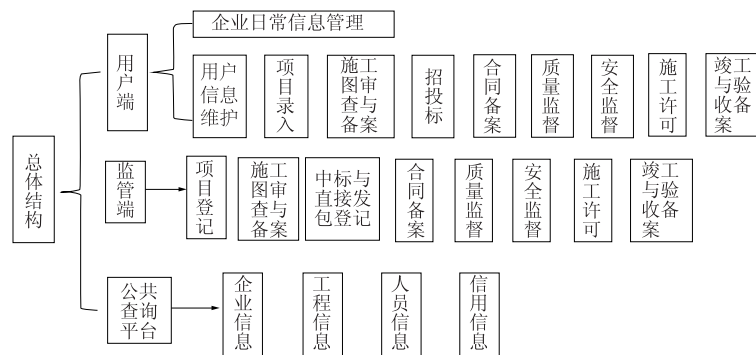 总体结构
用户端
企业日常信息管理
用户
信息
维护
项目录入
施工
图审
查与
备案
招投标
合同备案
质量监督
安全监督
施工许可
竣工
与验
收备
案
监管端
项目登记
施工
图审
查与
备案
中标与
直接发
包登记
合同备案
质量监督
安全监督
施工许可
竣工
与验
收备
案
公共
查询
平台
企业信息
工程信息
人员信息
信用信息